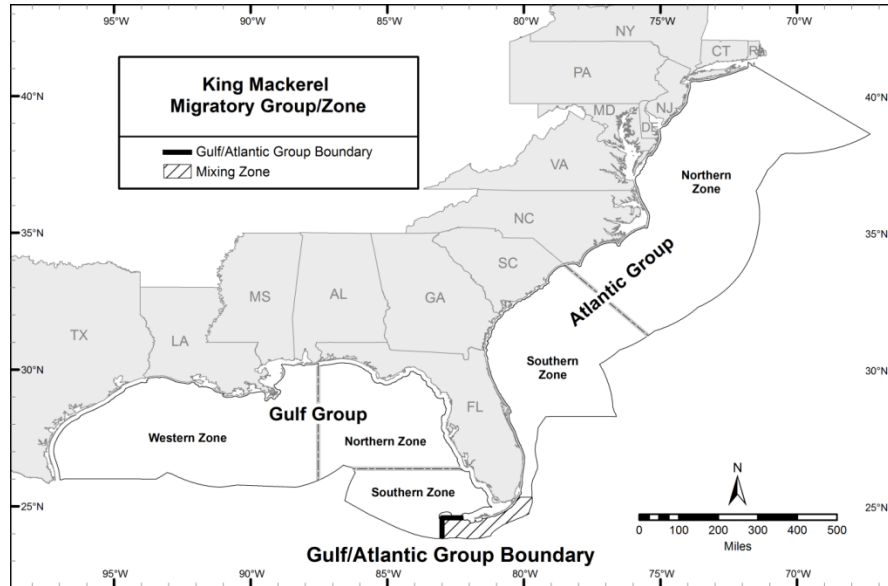 95°W 90°W 85°W 80°W 75°W 70°W
King Mackerel
Migratory Group/Zone
Gulf/Atlantic Group Boundary
Mixing Zone
NY
CT
RI
PA
NJ
MD
DE
VA
NC
SC
GA
AL
MS
LA
TX
FL
40°N
40°N
35°N
35°N
30°N
30°N
25°N
25°N
Northern
Zone
Atlantic Group
Southern
Zone
Gulf Group
Western Zone
Northern Zone
Southern Zone
Gulf/Atlantic Group Boundary
N
0 100 200 300 400 500
Miles
95°W 90°W 85°W 80°W 75°W 70°W